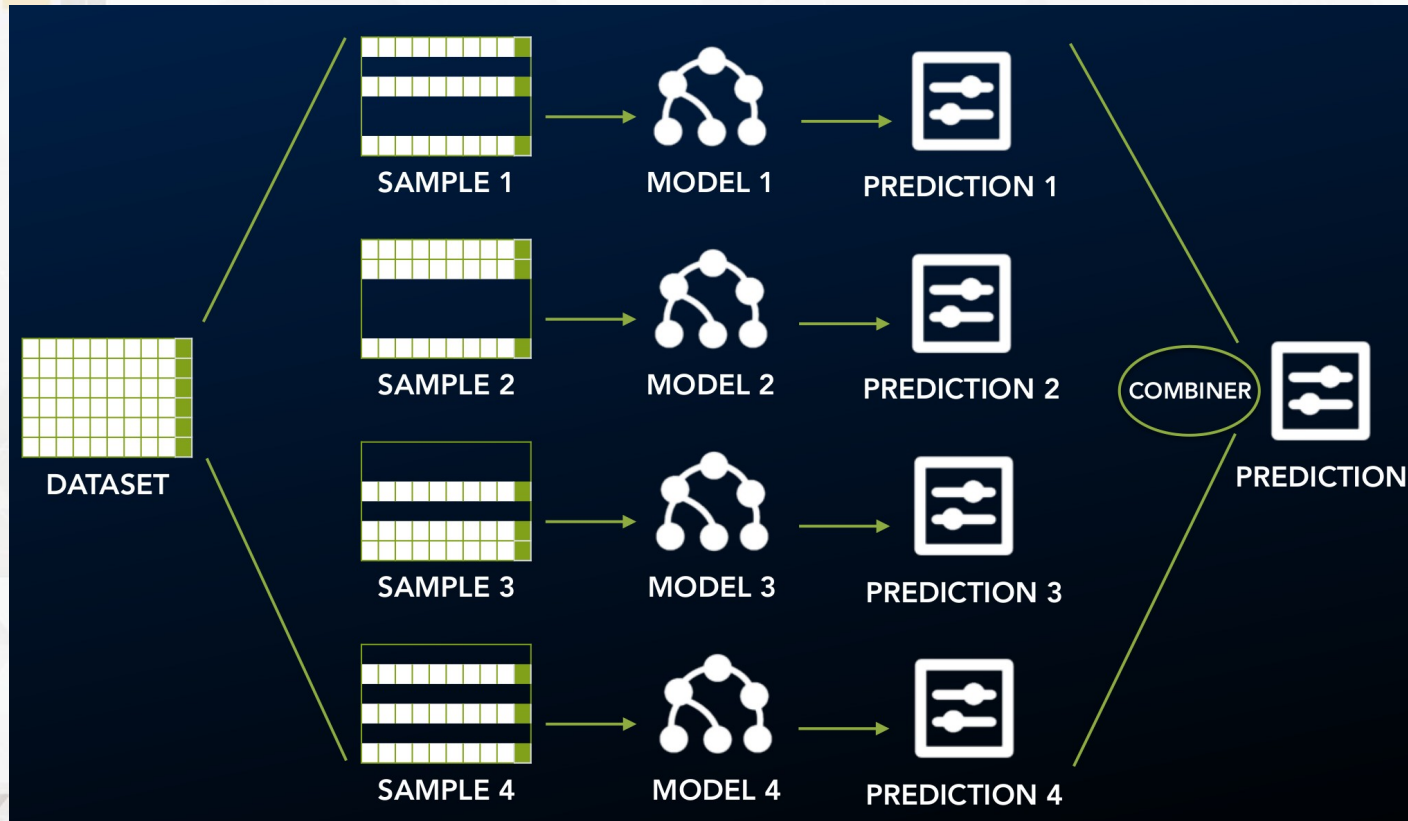 SAMPLE 1
MODEL 1
PREDICTION 1
SAMPLE 2
MODEL 2
PREDICTION 2
DATASET
COMBINER
PREDICTION
SAMPLE 3
MODEL 3
PREDICTION 3
SAMPLE 4
MODEL 4
PREDICTION 4